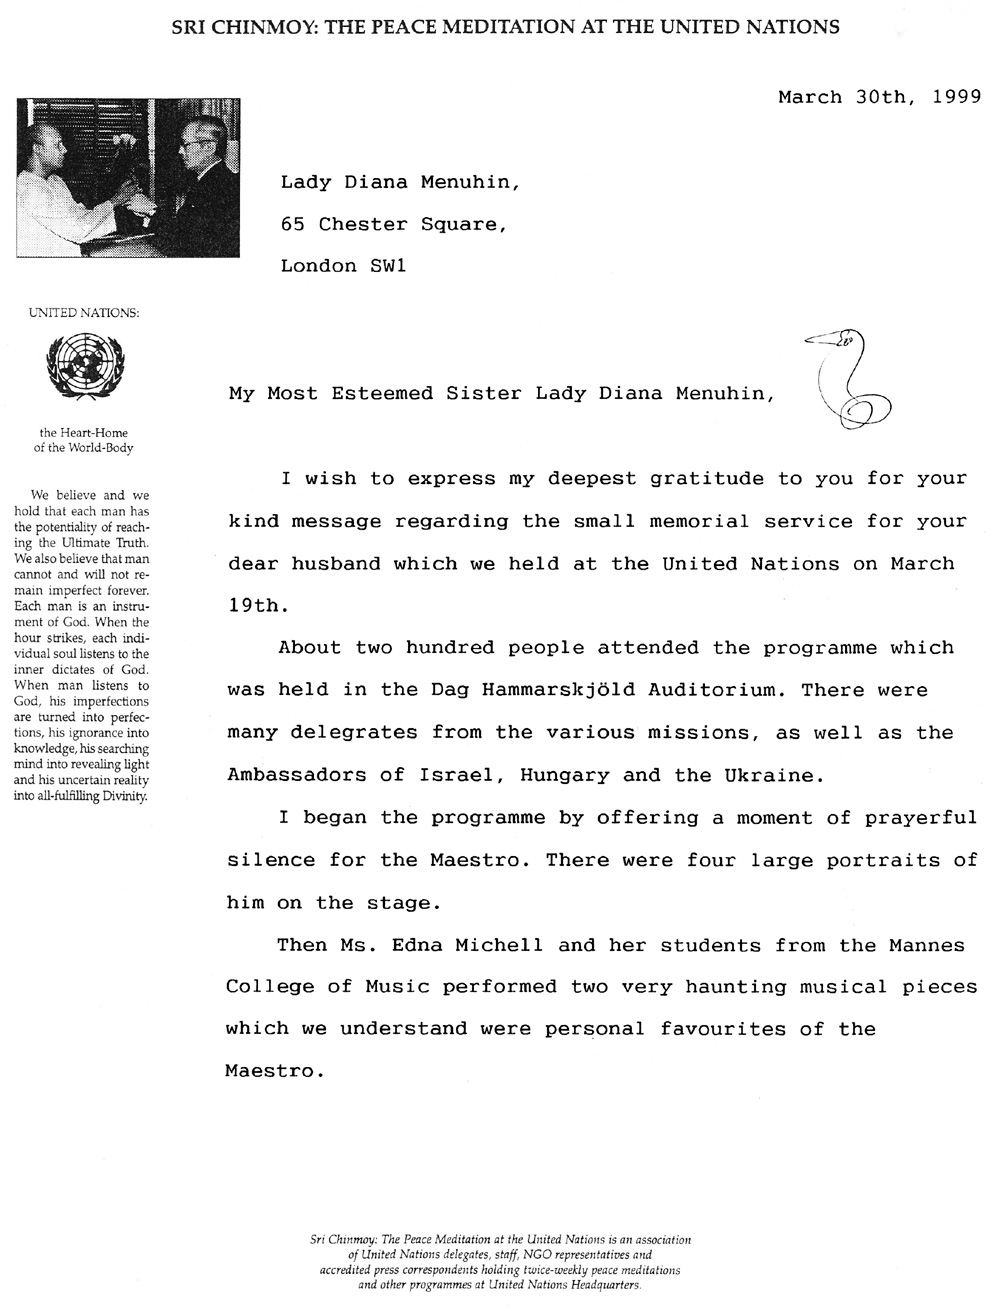 SRI CHINMOY: THE PEACE MEDITATION AT THE UNITED NATIONS
March 30th, 1999
Lady Diana Menuhin,
65 Chester Square,
London SW1
UNITED NATIONS:
the Heart-Home
of the World-Body
We believe and we
hold that each man has
the potentiality of reach-
ing the Ultimate Truth.
We also believe that man
cannot and will not re-
main imperfect forever.
Each man is an instru-
ment of God. When the
hour strikes, each indi-
vidual soul listens to the
inner dictates of God.
When man listens to
God, his imperfections
are turned into perfec-
tions, his ignorance into
knowledge, his searching
mind into revealing light
and his uncertain reality
into all-fulfilling Divinity.
My Most Esteemed Sister Lady Diana Menuhin,
I wish to express my deepest gratitude to you for your
kind message regarding the small memorial service for your
dear husband which we held at the United Nations on March
19th.
About two hundred people attended the programme which
was held in the Dag Hammarskjöld Auditorium. There were
many delegrates from the various missions, as well as the
Ambassadors of Israel, Hungary and the Ukraine.
I began the programme by offering a moment of prayerful
silence for the Maestro. There were four large portraits of
him on the stage.
Then Ms. Edna Michell and her students from the Mannes
College of Music performed two very haunting musical pieces
which we understand were personal favourites of the
Maestro.
Sri Chinmoy: The Peace Meditation at the United Nations is an association
of United Nations delegates, staff, NGO representatives and
accredited press correspondents holding twice-weekly peace meditations
and other programmes at United Nations Headquarters.